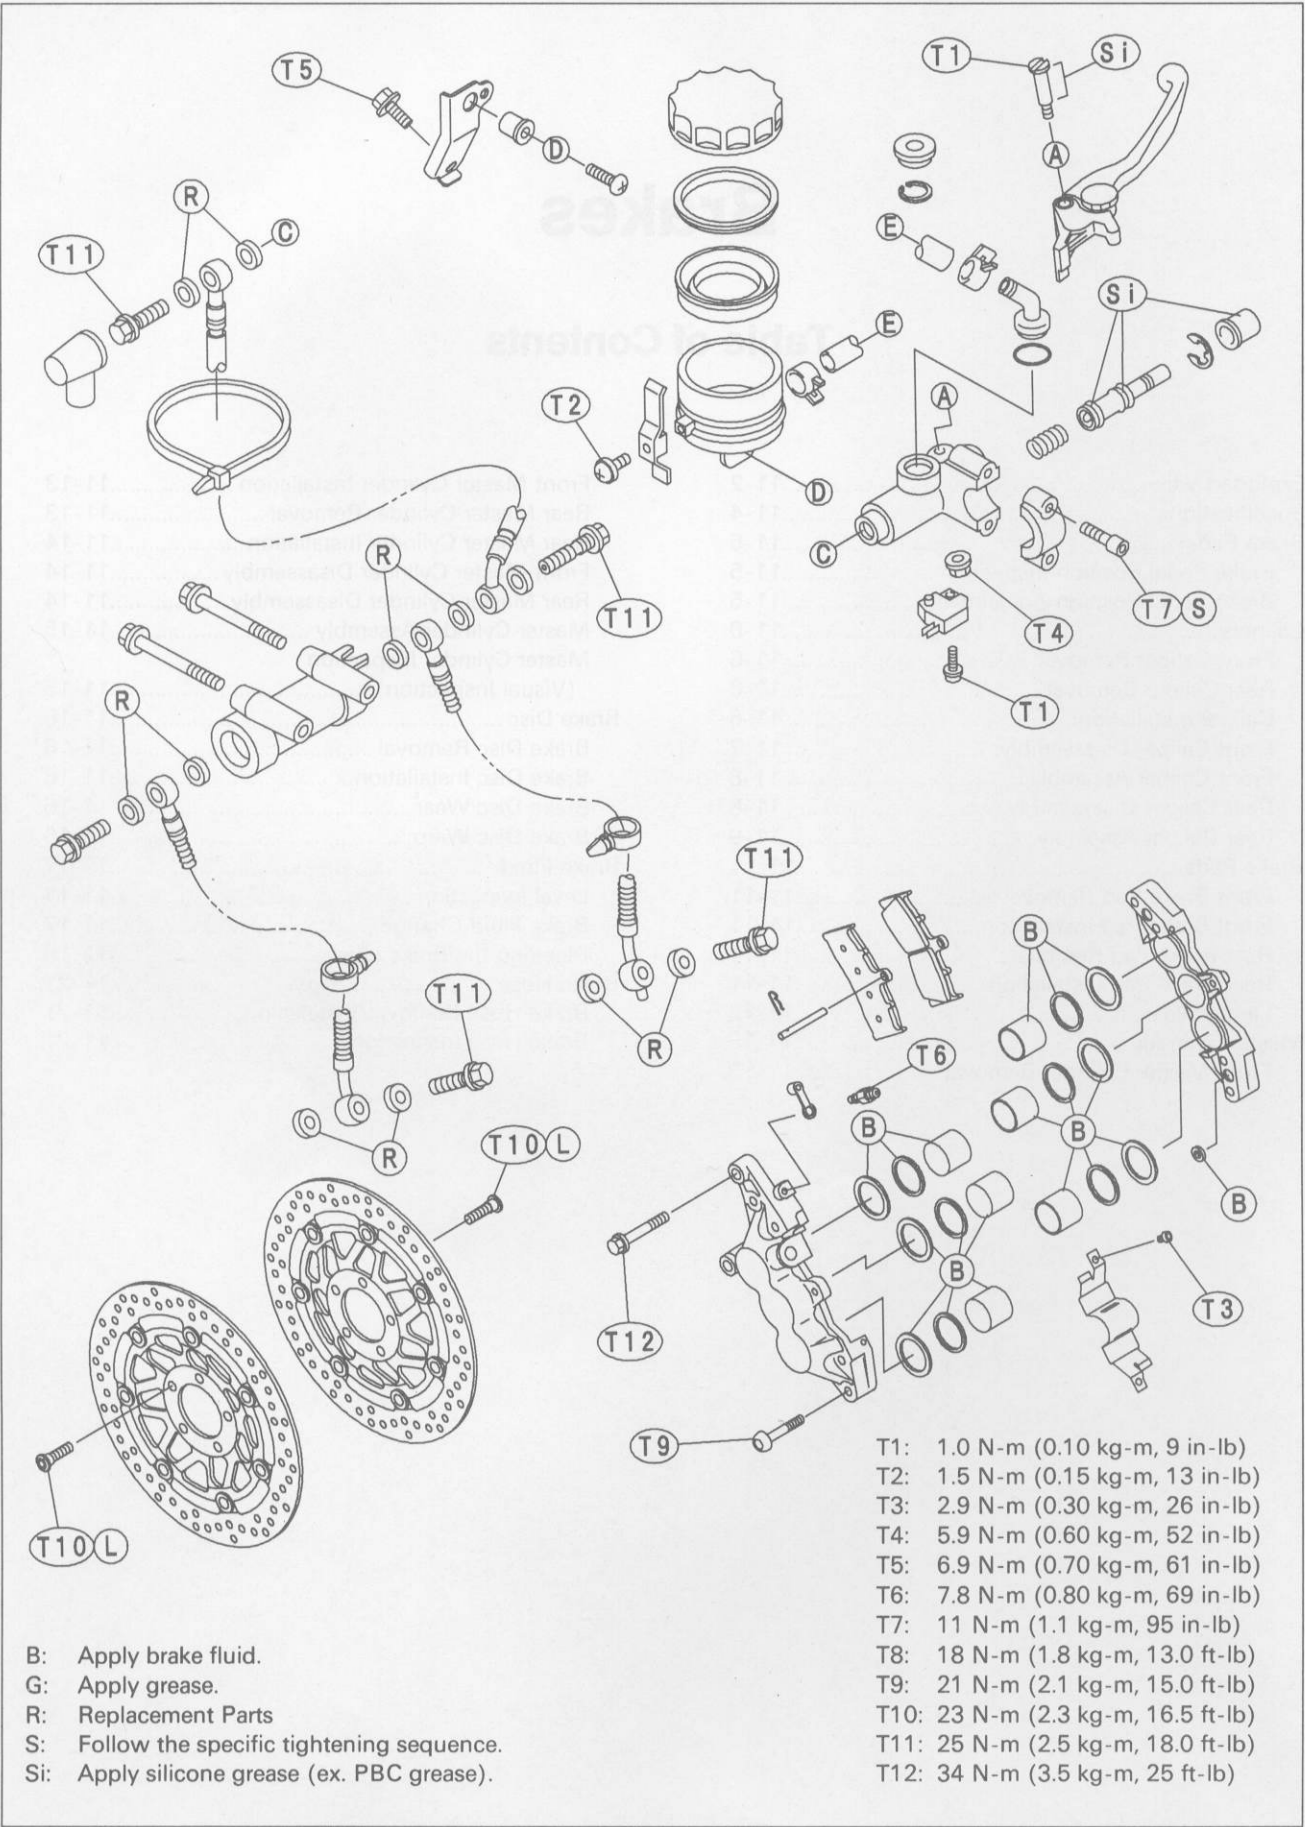 T5
T1
Si
A
D
R
C
T11
E
Si
E
A
T2
D
C
R
T11
T7 S
T4
T1
R
T11
B
T11
R
T6
B
B
R
T10 L
B
B
T3
T12
T9
T10 L
T1: 1.0 N-m (0.10 kg-m, 9 in-lb)
T2: 1.5 N-m (0.15 kg-m, 13 in-lb)
T3: 2.9 N-m (0.30 kg-m, 26 in-lb)
T4: 5.9 N-m (0.60 kg-m, 52 in-lb)
T5: 6.9 N-m (0.70 kg-m, 61 in-lb)
T6: 7.8 N-m (0.80 kg-m, 69 in-lb)
T7: 11 N-m (1.1 kg-m, 95 in-lb)
T8: 18 N-m (1.8 kg-m, 13.0 ft-lb)
T9: 21 N-m (2.1 kg-m, 15.0 ft-lb)
T10: 23 N-m (2.3 kg-m, 16.5 ft-lb)
T11: 25 N-m (2.5 kg-m, 18.0 ft-lb)
T12: 34 N-m (3.5 kg-m, 25 ft-lb)
B: Apply brake fluid.
G: Apply grease.
R: Replacement Parts
S: Follow the specific tightening sequence.
Si: Apply silicone grease (ex. PBC grease).